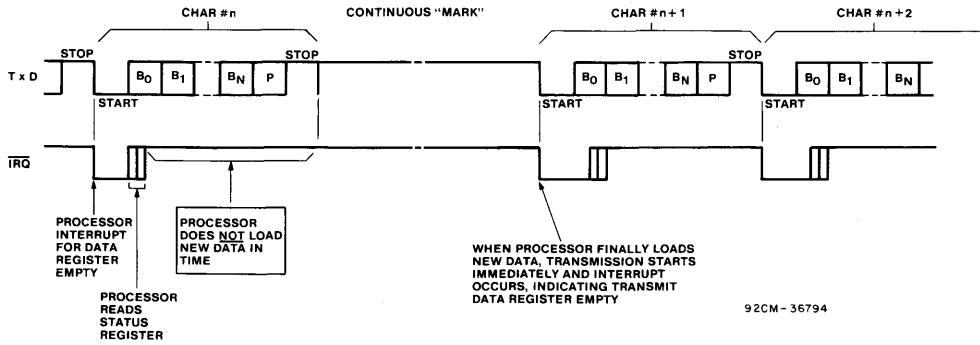 CHAR #n
CONTINUOUS "MARK"
CHAR #n+1
CHAR #n+2
STOP
STOP
STOP
T x D
B0
B1
BN
P
B0
B1
BN
P
B0
B1
BN
START
START
START
IRQ
PROCESSOR
INTERRUPT
FOR DATA
REGISTER
EMPTY
PROCESSOR
DOES NOT LOAD
NEW DATA IN
TIME
PROCESSOR
READS
STATUS
REGISTER
WHEN PROCESSOR FINALLY LOADS
NEW DATA, TRANSMISSION STARTS
IMMEDIATELY AND INTERRUPT
OCCURS, INDICATING TRANSMIT
DATA REGISTER EMPTY
92CM-36794